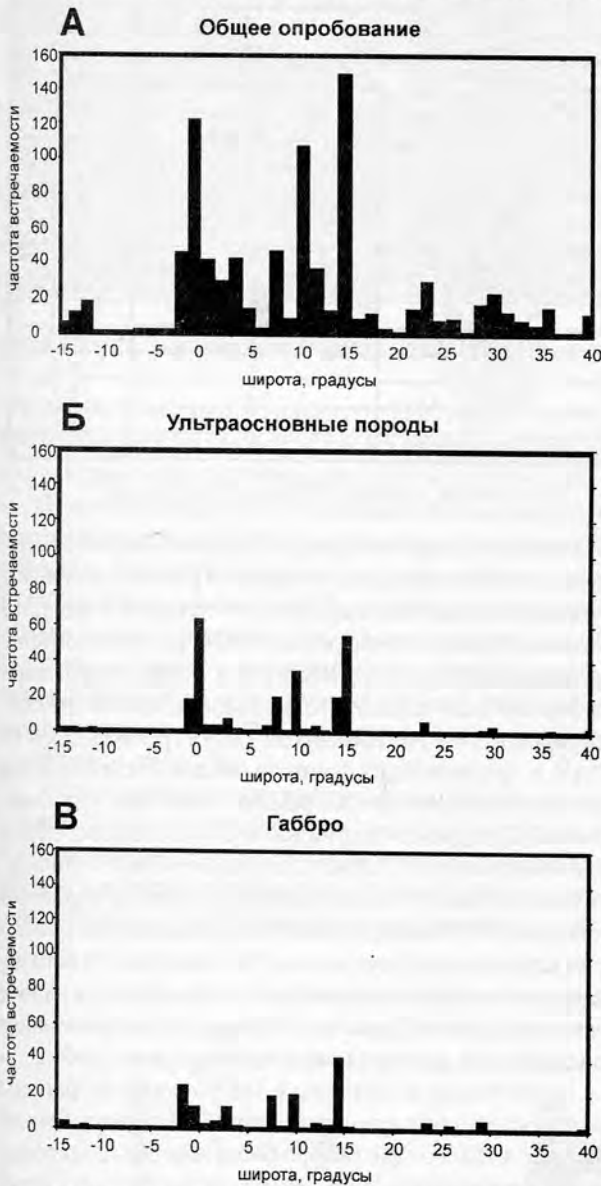 А
Общее опробование
частота встречаемости
160
140
120
100
80
60
40
20
0
-15 -10 -5 0 5 10 15 20 25 30 35 40
широта, градусы
Б
Ультраосновные породы
частота встречаемости
160
140
120
100
80
60
40
20
0
-15 -10 -5 0 5 10 15 20 25 30 35 40
широта, градусы
В
Габбро
частота встречаемости
160
140
120
100
80
60
40
20
0
-15 -10 -5 0 5 10 15 20 25 30 35 40
широта, градусы